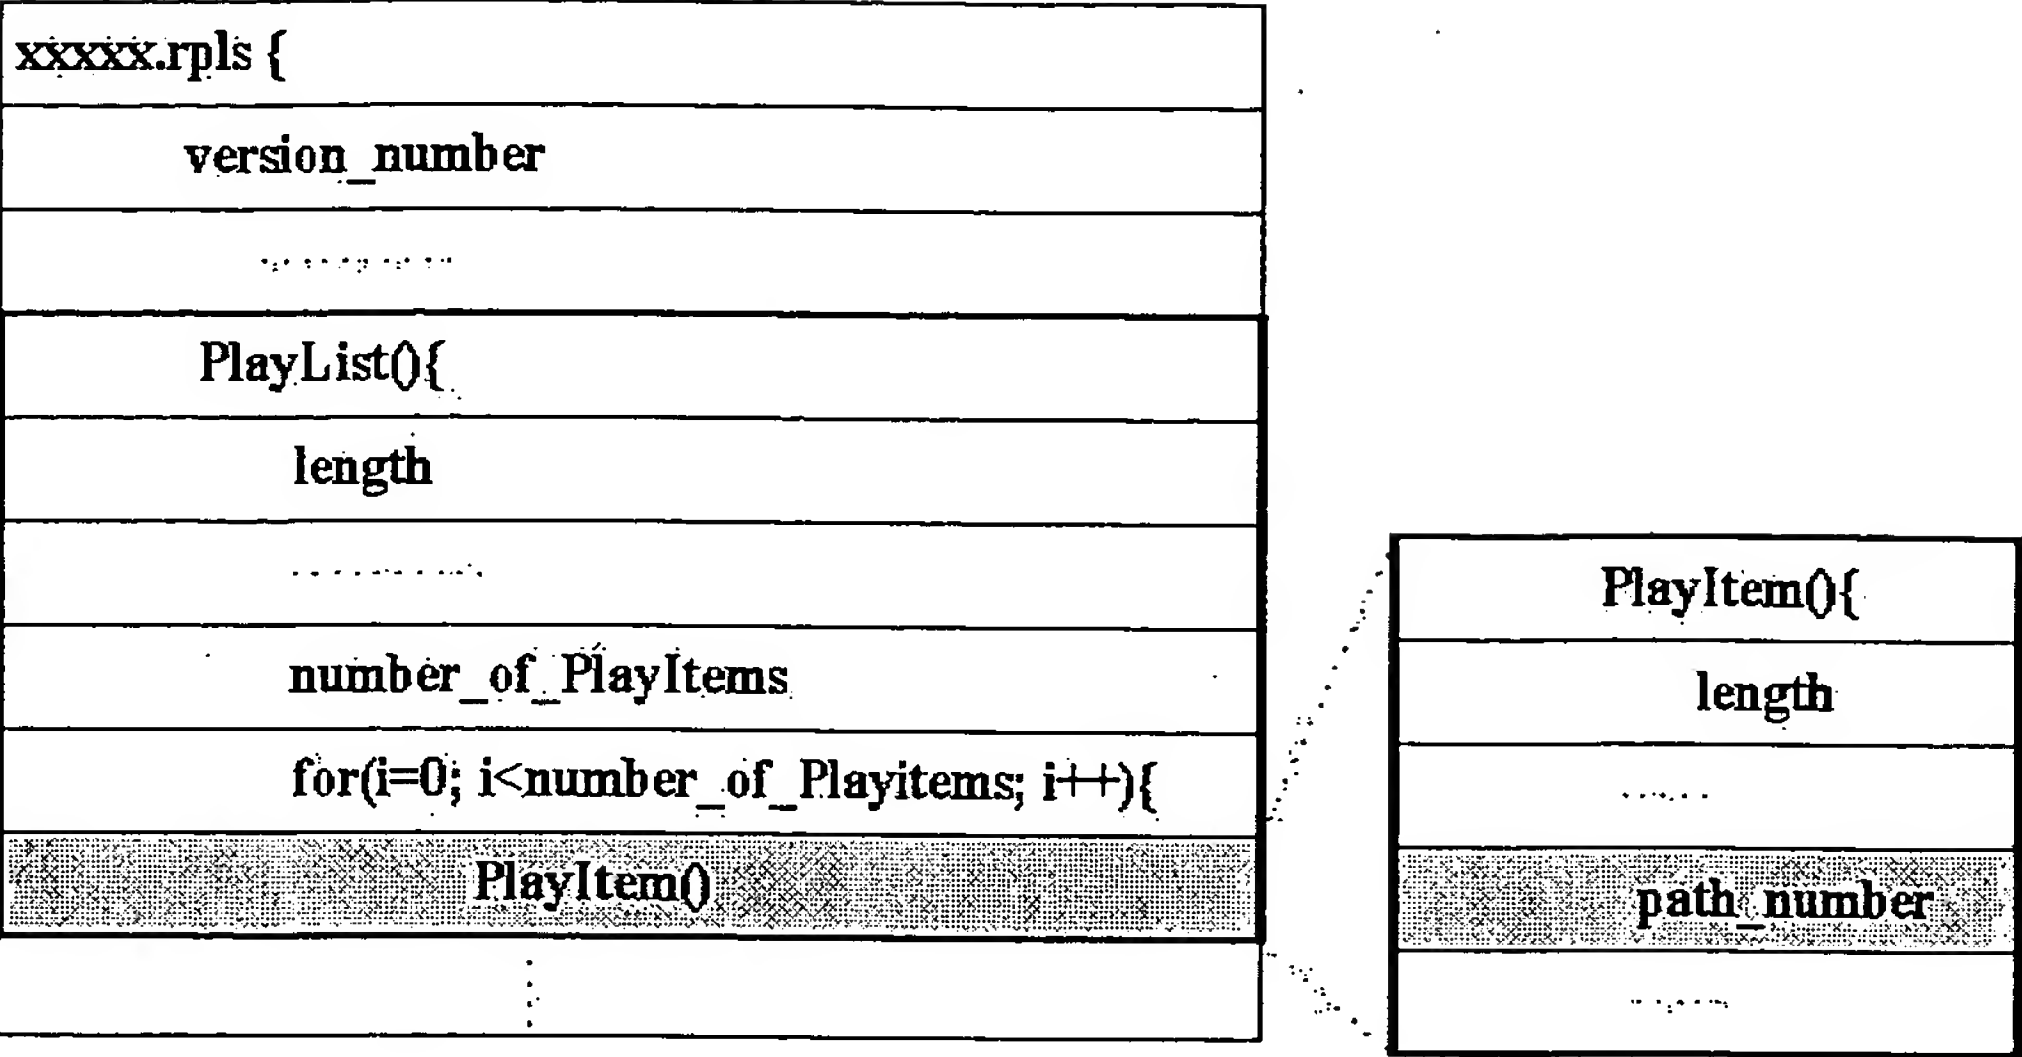 xxxxx.rpls {
version_number
..........
PlayList(){
length
..........
number_of_PlayItems
for(i=0; i<number_of_Playitems; i++){
PlayItem()
PlayItem(){
length
......
path_number
......